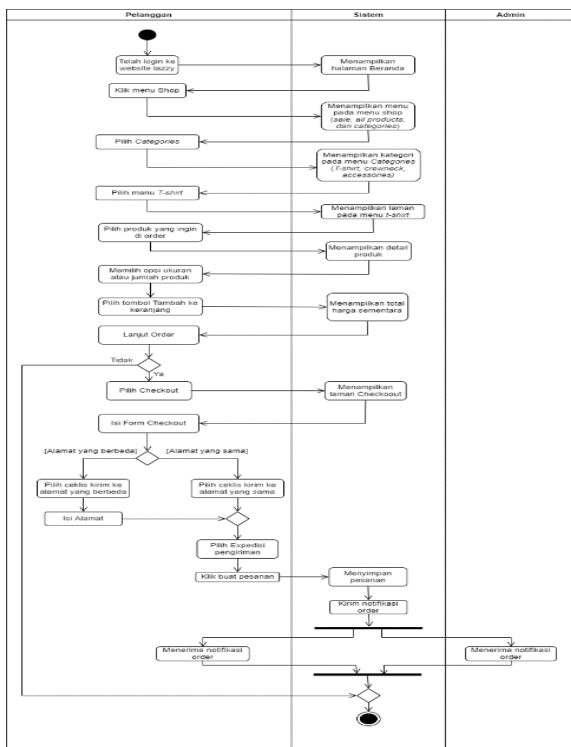 Pelanggan
Sistem
Admin
Telah login ke
website lazzy
Menampilkan
halaman Beranda
Klik menu Shop
Menampilkan menu
pada menu shop
(sale, all products,
dan categories)
Pilih Categories
Menampilkan kategori
pada menu Categories
(T-shirt, crewneck,
accessories)
Pilih menu T-shirt
Menampilkan laman
pada menu t-shirt
Pilih produk yang ingin
di order
Menampilkan detail
produk
Memilih opsi ukuran
atau jumlah produk
Pilih tombol Tambah ke
keranjang
Menampilkan total
harga sementara
Lanjut Order
Tidak
Ya
Pilih Checkout
Menampilkan
laman Checkoout
Isi Form Checkout
[Alamat yang berbeda]
[Alamat yang sama]
Pilih ceklis kirim ke
alamat yang berbeda
Pilih ceklis kirim ke
alamat yang sama
Isi Alamat
Pilih Expedisi
pengiriman
Klik buat pesanan
Menyimpan
pesanan
Kirim notifikasi
order
Menerima notifikasi
order
Menerima notifikasi
order